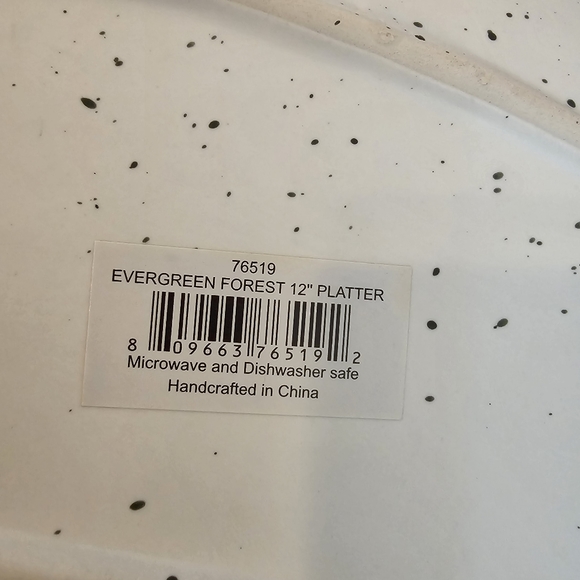 76519
EVERGREEN FOREST 12" PLATTER
8 09663 76519 2
Microwave and Dishwasher safe
Handcrafted in China